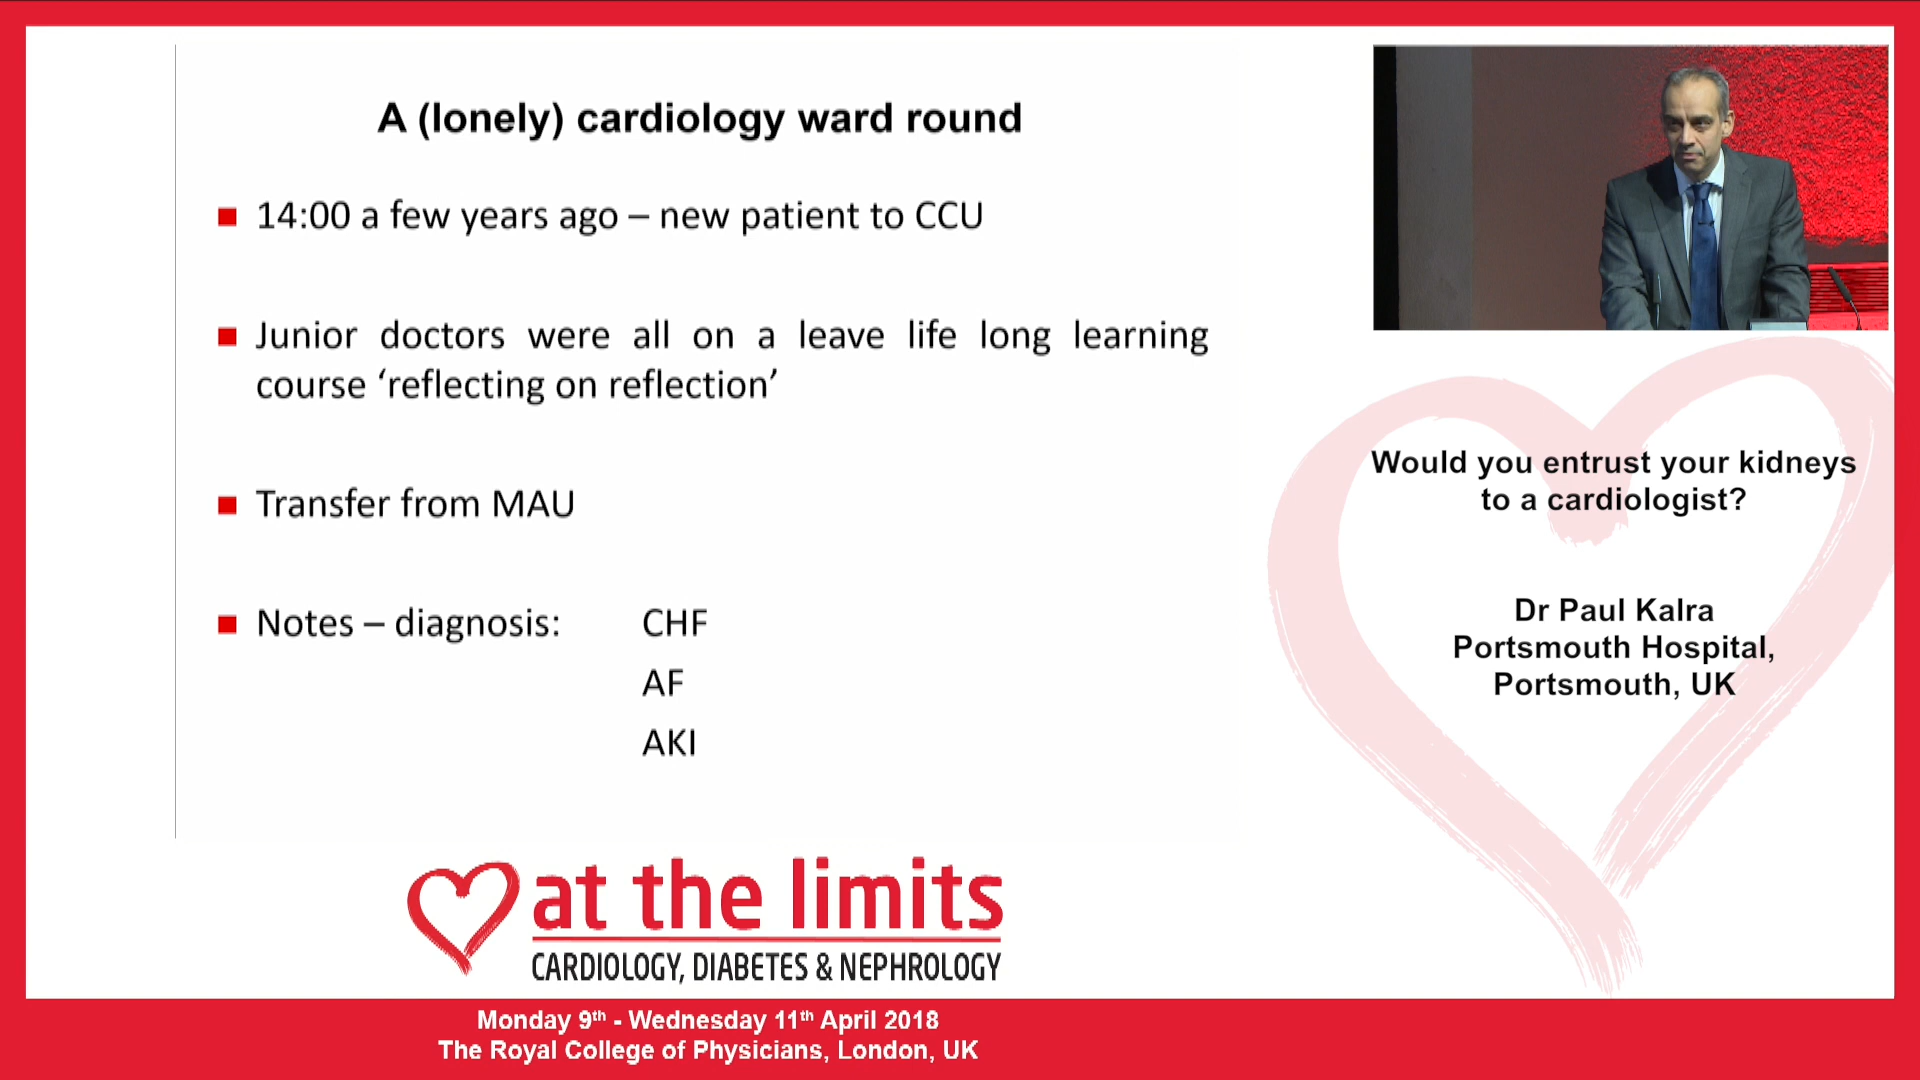 A (lonely) cardiology ward round
14:00 a few years ago – new patient to CCU
Junior doctors were all on a leave life long learning
course ‘reflecting on reflection’
Transfer from MAU
Notes – diagnosis: CHF
AF
AKI
Would you entrust your kidneys
to a cardiologist?
Dr Paul Kalra
Portsmouth Hospital,
Portsmouth, UK
at the limits
CARDIOLOGY, DIABETES & NEPHROLOGY
Monday 9th - Wednesday 11th April 2018
The Royal College of Physicians, London, UK